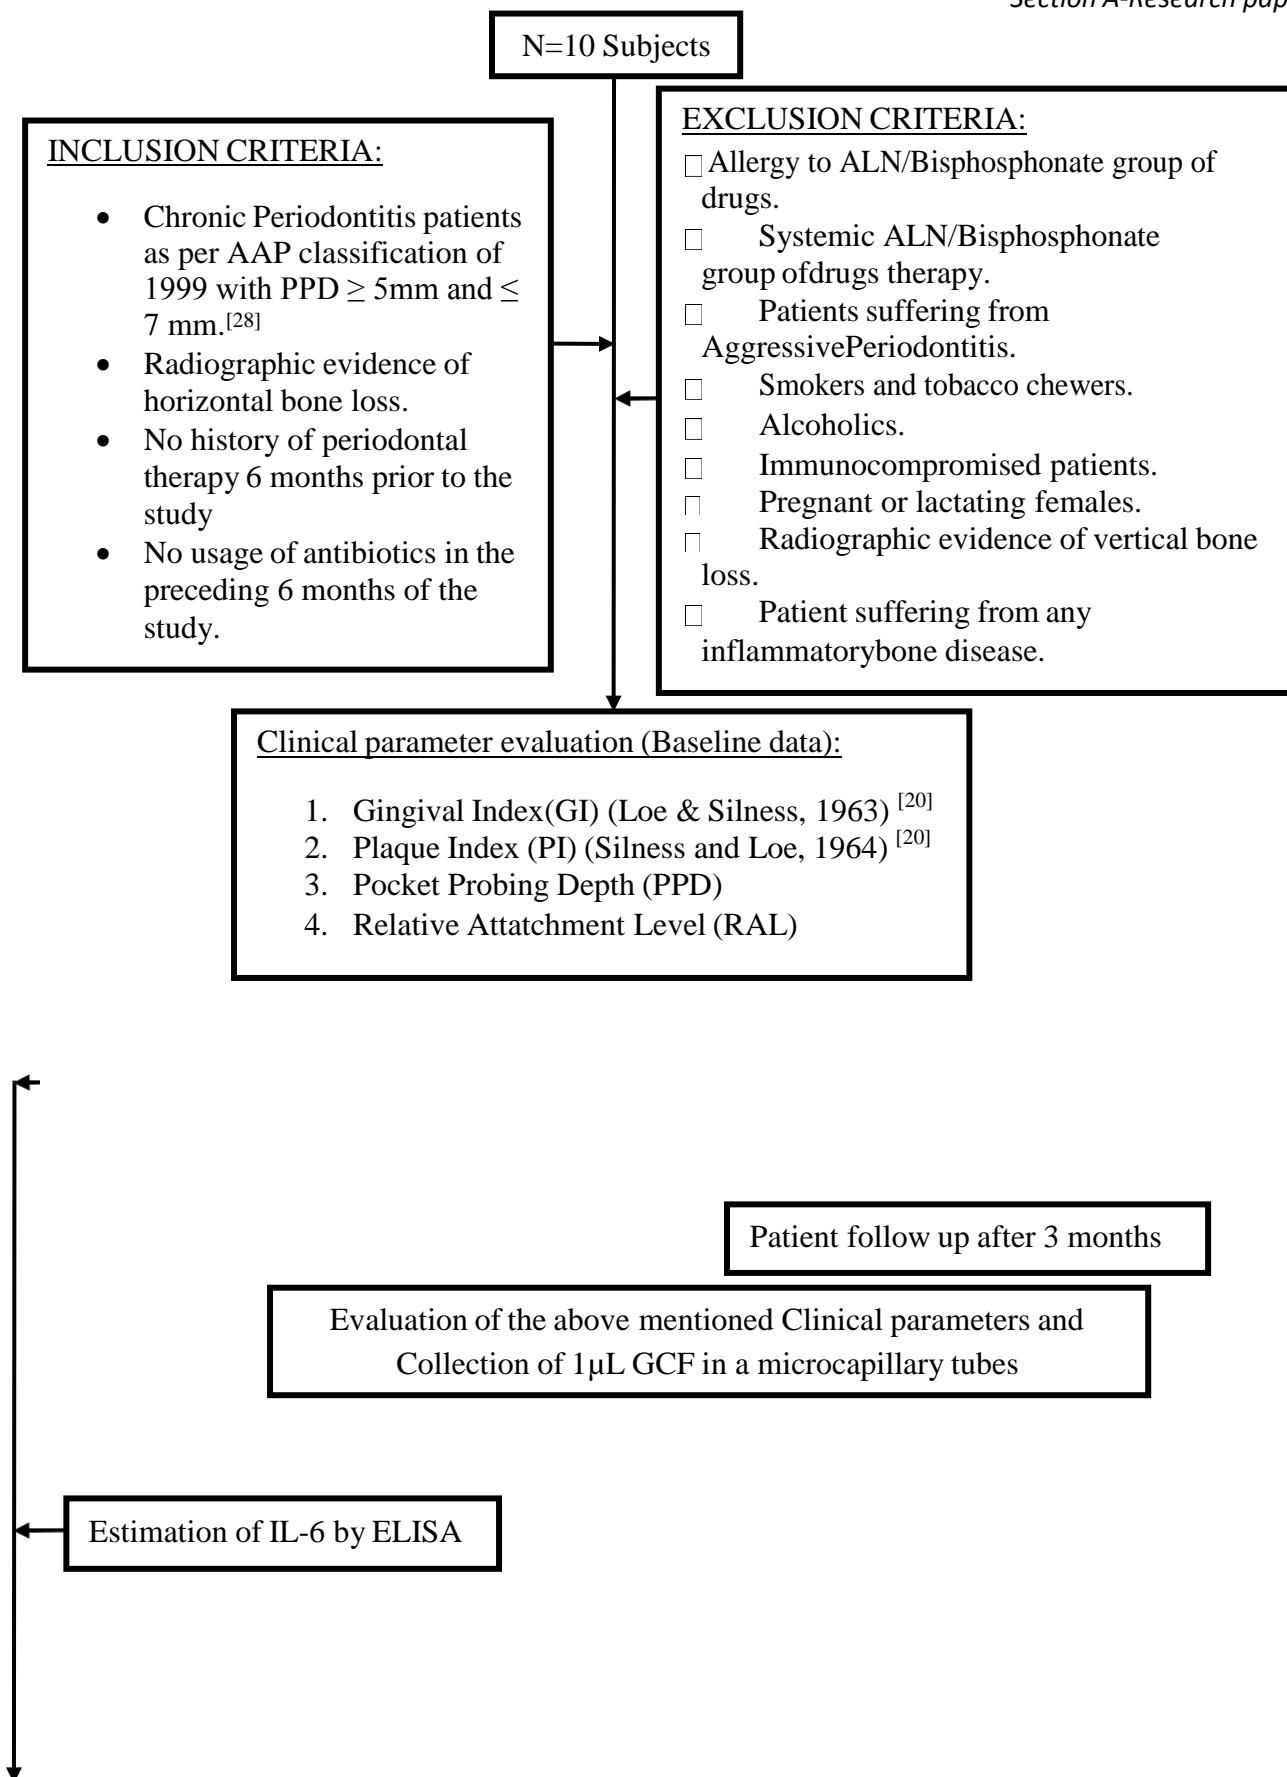 Section A-Research
N=10 Subjects
INCLUSION CRITERIA:
• Chronic Periodontitis patients
as per AAP classification of
1999 with PPD ≥ 5mm and ≤
7 mm.[28]
• Radiographic evidence of
horizontal bone loss.
• No history of periodontal
therapy 6 months prior to the
study
• No usage of antibiotics in the
preceding 6 months of the
study.
EXCLUSION CRITERIA:
□ Allergy to ALN/Bisphosphonate group of
drugs.
□ Systemic ALN/Bisphosphonate
group ofdrugs therapy.
□ Patients suffering from
AggressivePeriodontitis.
□ Smokers and tobacco chewers.
□ Alcoholics.
□ Immunocompromised patients.
□ Pregnant or lactating females.
□ Radiographic evidence of vertical bone
loss.
□ Patient suffering from any
inflammatorybone disease.
Clinical parameter evaluation (Baseline data):
1. Gingival Index(GI) (Loe & Silness, 1963) [20]
2. Plaque Index (PI) (Silness and Loe, 1964) [20]
3. Pocket Probing Depth (PPD)
4. Relative Attatchment Level (RAL)
Patient follow up after 3 months
Evaluation of the above mentioned Clinical parameters and
Collection of 1µL GCF in a microcapillary tubes
Estimation of IL-6 by ELISA